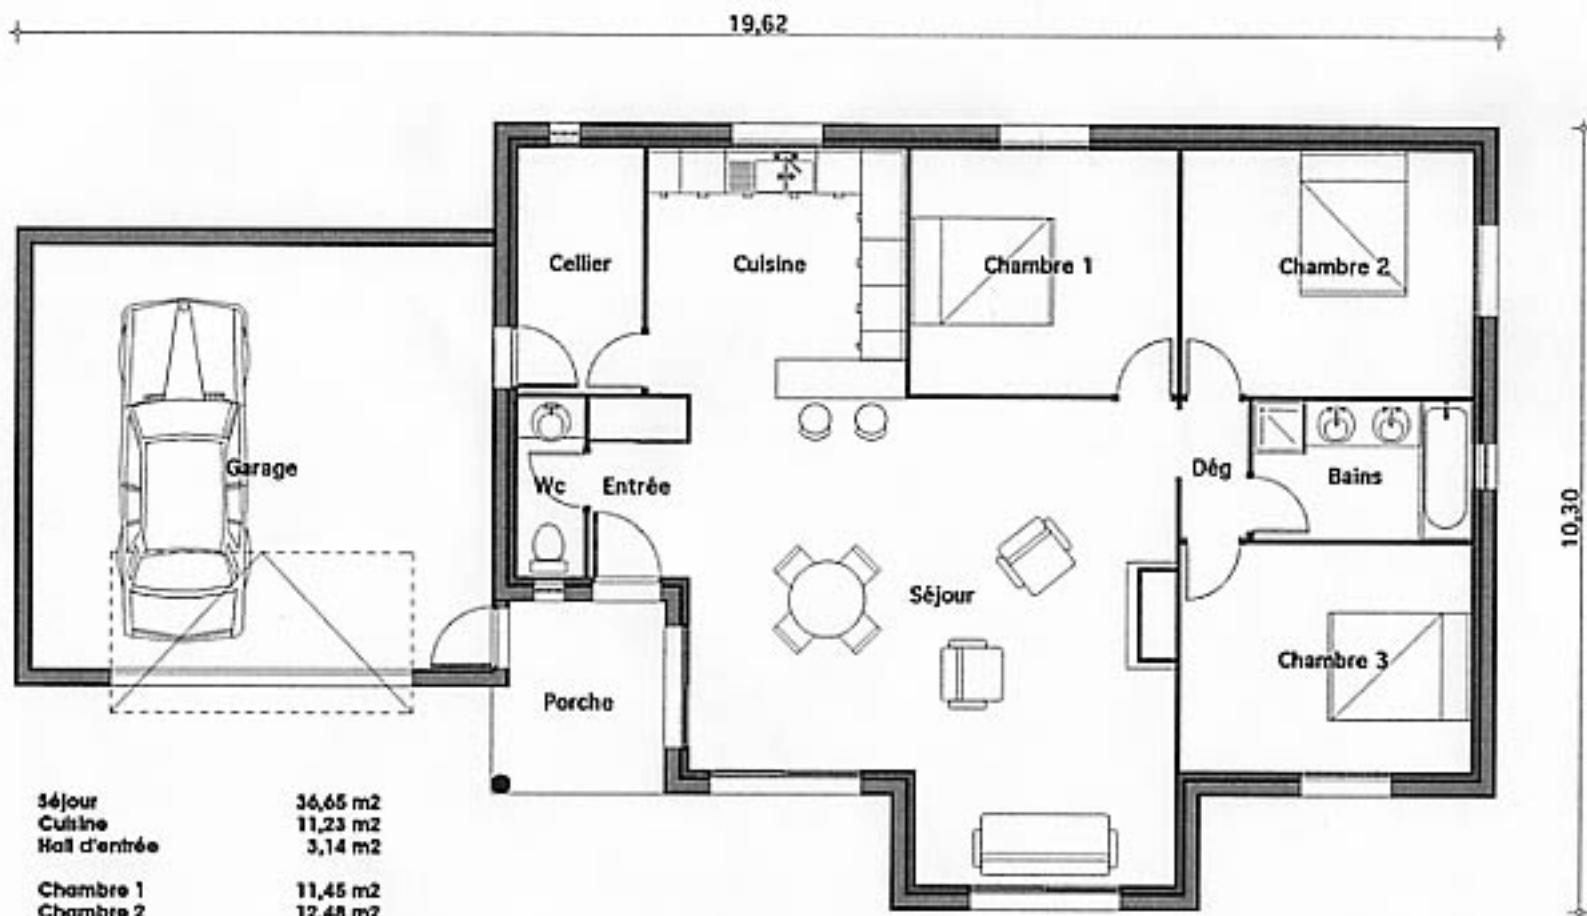 19,62
Cellier
Cuisine
Chambre 1
Chambre 2
Garage
Wc
Entrée
Dég
Bains
10,30
Séjour
Chambre 3
Porche
Séjour 36,65 m2
Cuisine 11,23 m2
Hall d'entrée 3,14 m2
Chambre 1 11,45 m2
Chambre 2 12,48 m2